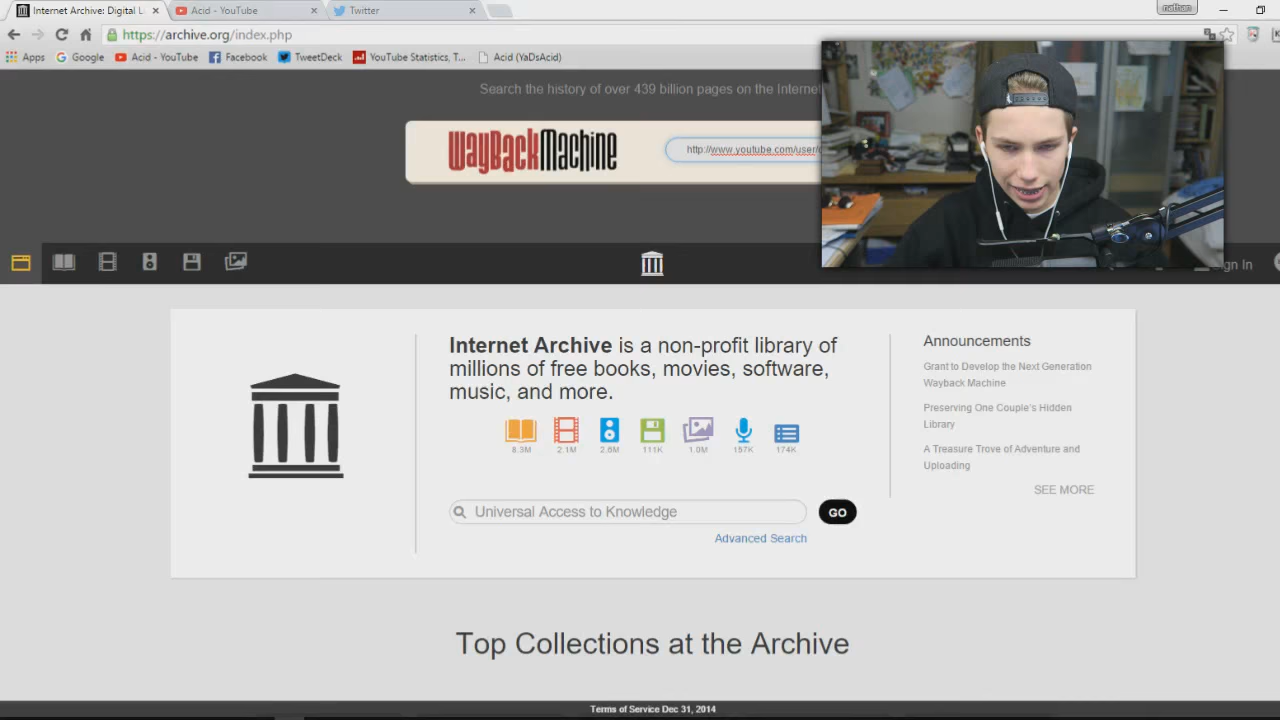 Internet Archive: Digital L
Acid - YouTube
Twitter
nathan
https://archive.org/index.php
Apps
Google
Acid - YouTube
Facebook
TweetDeck
YouTube Statistics, T...
Acid (YaDsAcid)
Search the history of over 439 billion pages on the Internet
WayBackMachine
http://www.youtube.com/user/
Sign In
Internet Archive is a non-profit library of
millions of free books, movies, software,
music, and more.
8.3M 2.1M 2.6M 111K 1.0M 157K 174K
Universal Access to Knowledge
GO
Advanced Search
Announcements
Grant to Develop the Next Generation
Wayback Machine
Preserving One Couple's Hidden
Library
A Treasure Trove of Adventure and
Uploading
SEE MORE
Top Collections at the Archive
Terms of Service Dec 31, 2014